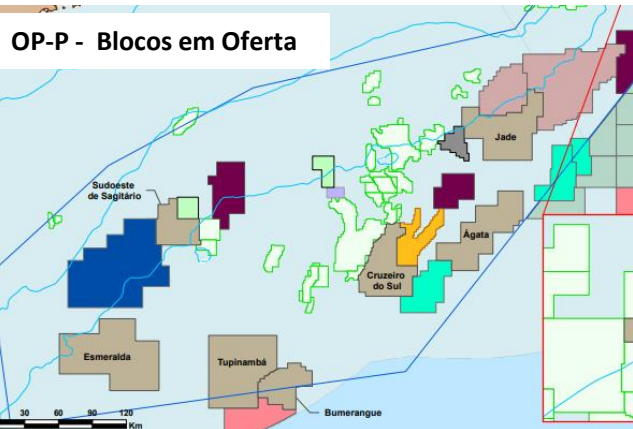 OP-P - Blocos em Oferta
Jade
Sudoeste
de Sagitário
Ágata
Cruzeiro
do Sul
Esmeralda
Tupinambá
Bumerangue
30 60 90 120
Km